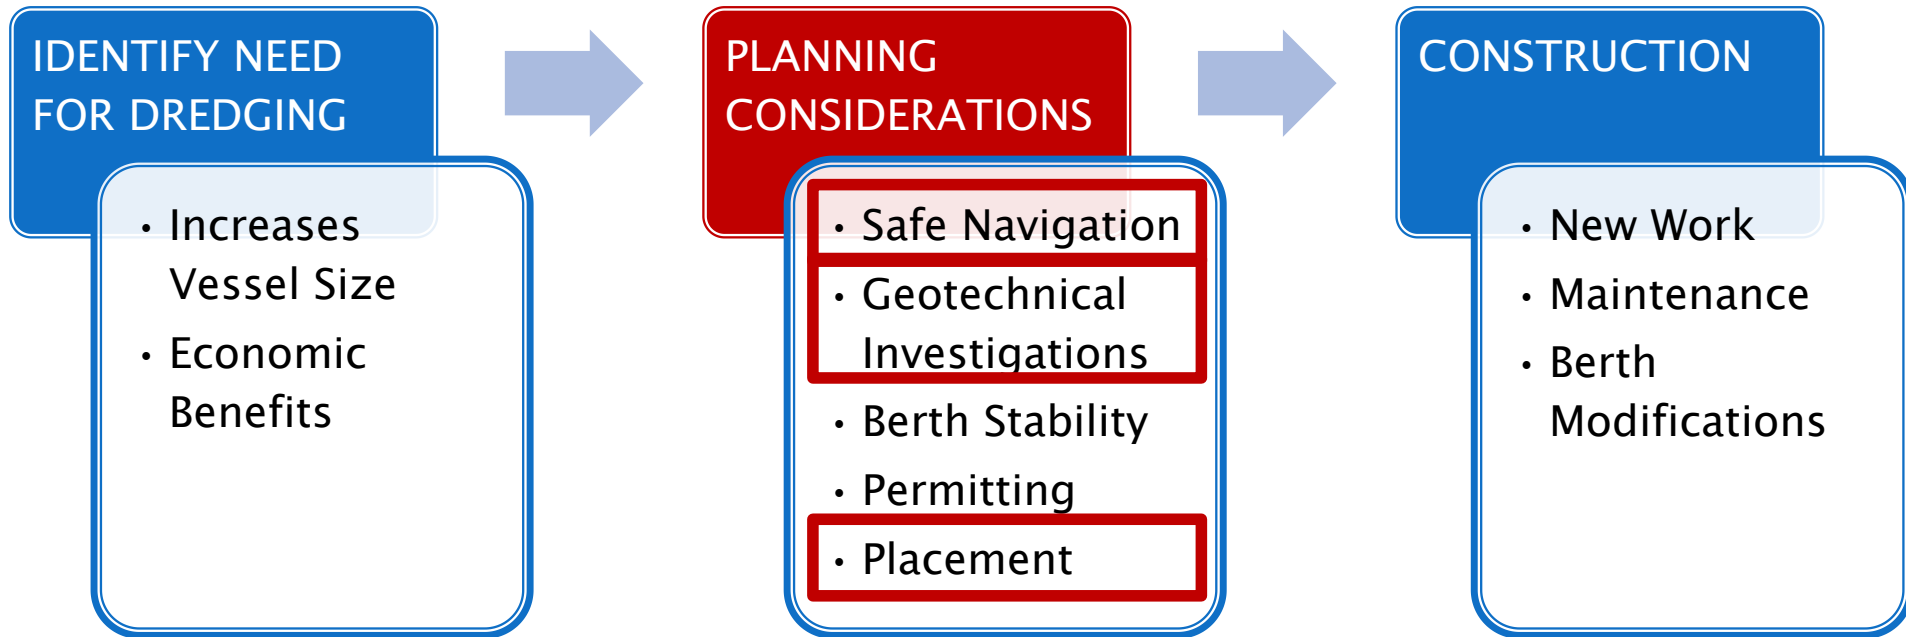 IDENTIFY NEED
FOR DREDGING
• Increases
Vessel Size
• Economic
Benefits
PLANNING
CONSIDERATIONS
• Safe Navigation
• Geotechnical
Investigations
• Berth Stability
• Permitting
• Placement
CONSTRUCTION
• New Work
• Maintenance
• Berth
Modifications